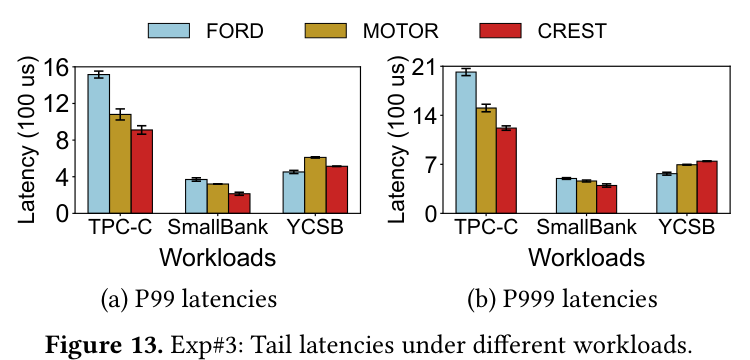 FORD MOTOR CREST
Latency (100 us)
16
12
8
4
0
TPC-C SmallBank YCSB
Workloads
(a) P99 latencies
Latency (100 us)
21
14
7
0
TPC-C SmallBank YCSB
Workloads
(b) P999 latencies
Figure 13. Exp#3: Tail latencies under different workloads.